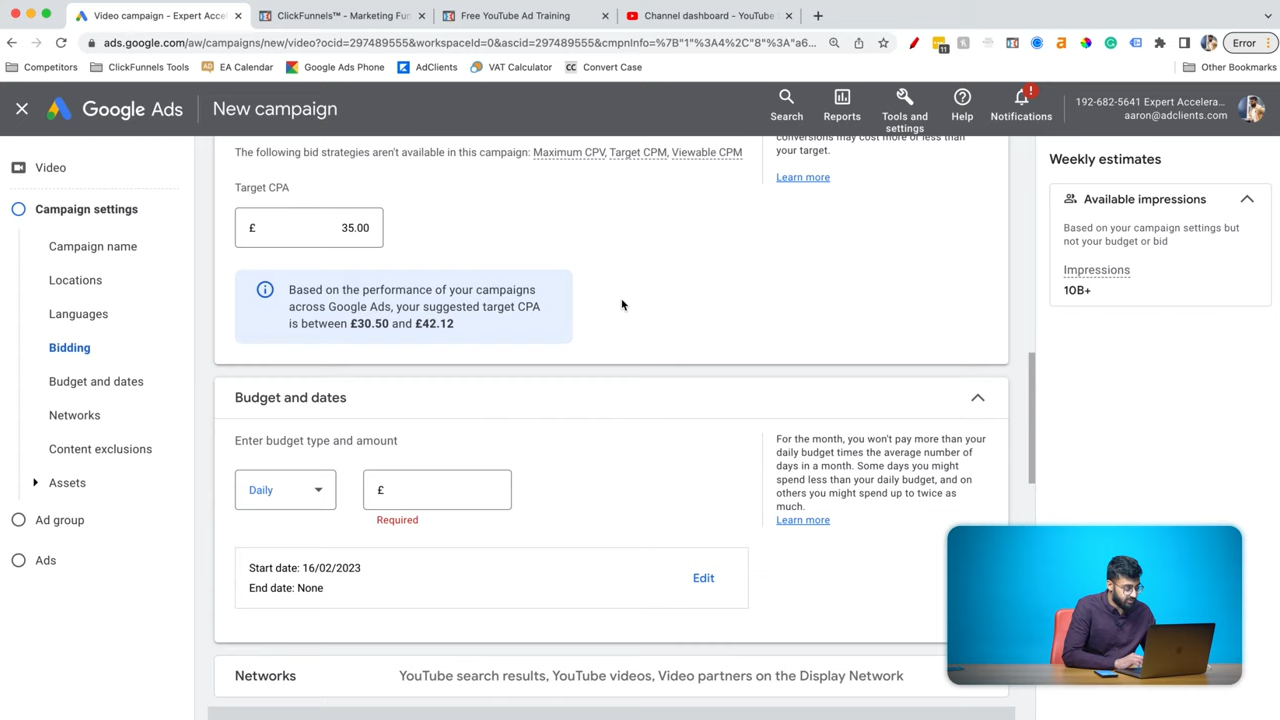 Video campaign - Expert Accel
ClickFunnels™ - Marketing Fun
Free YouTube Ad Training
Channel dashboard - YouTube
ads.google.com/aw/campaigns/new/video?ocid=297489555&workspaceId=0&ascid=297489555&cmpnInfo=%7B"1"%3A4%2C"8"%3A"a6...
11
Error
Competitors
ClickFunnels Tools
EA Calendar
Google Ads Phone
AdClients
VAT Calculator
CC Convert Case
Other Bookmarks
Google Ads
New campaign
Search
Reports
Tools and
settings
Help
!
Notifications
192-682-5641 Expert Accelera...
aaron@adclients.com
Video
Campaign settings
Campaign name
Locations
Languages
Bidding
Budget and dates
Networks
Content exclusions
Assets
Ad group
Ads
The following bid strategies aren't available in this campaign: Maximum CPV, Target CPM, Viewable CPM
conversions may cost more or less than
your target.
Learn more
Target CPA
£ 35.00
Based on the performance of your campaigns
across Google Ads, your suggested target CPA
is between £30.50 and £42.12
Budget and dates
Enter budget type and amount
Daily
£
Required
For the month, you won't pay more than your
daily budget times the average number of
days in a month. Some days you might
spend less than your daily budget, and on
others you might spend up to twice as
much.
Learn more
Start date: 16/02/2023
End date: None
Edit
Networks
YouTube search results, YouTube videos, Video partners on the Display Network
Weekly estimates
Available impressions
Based on your campaign settings but
not your budget or bid
Impressions
10B+